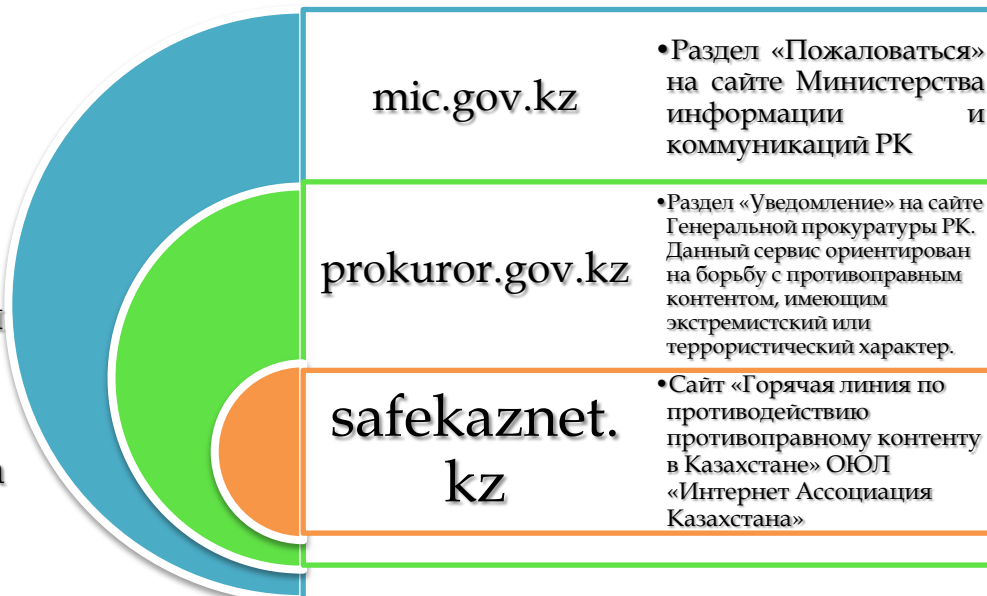 mic.gov.kz
•Раздел «Пожаловаться»
на сайте Министерства
информации и
коммуникаций РК
prokuror.gov.kz
•Раздел «Уведомление» на сайте
Генеральной прокуратуры РК.
Данный сервис ориентирован
на борьбу с противоправным
контентом, имеющим
экстремистский или
террористический характер.
safekaznet.
kz
•Сайт «Горячая линия по
противодействию
противоправному контенту
в Казахстане» ОЮЛ
«Интернет Ассоциация
Казахстана»